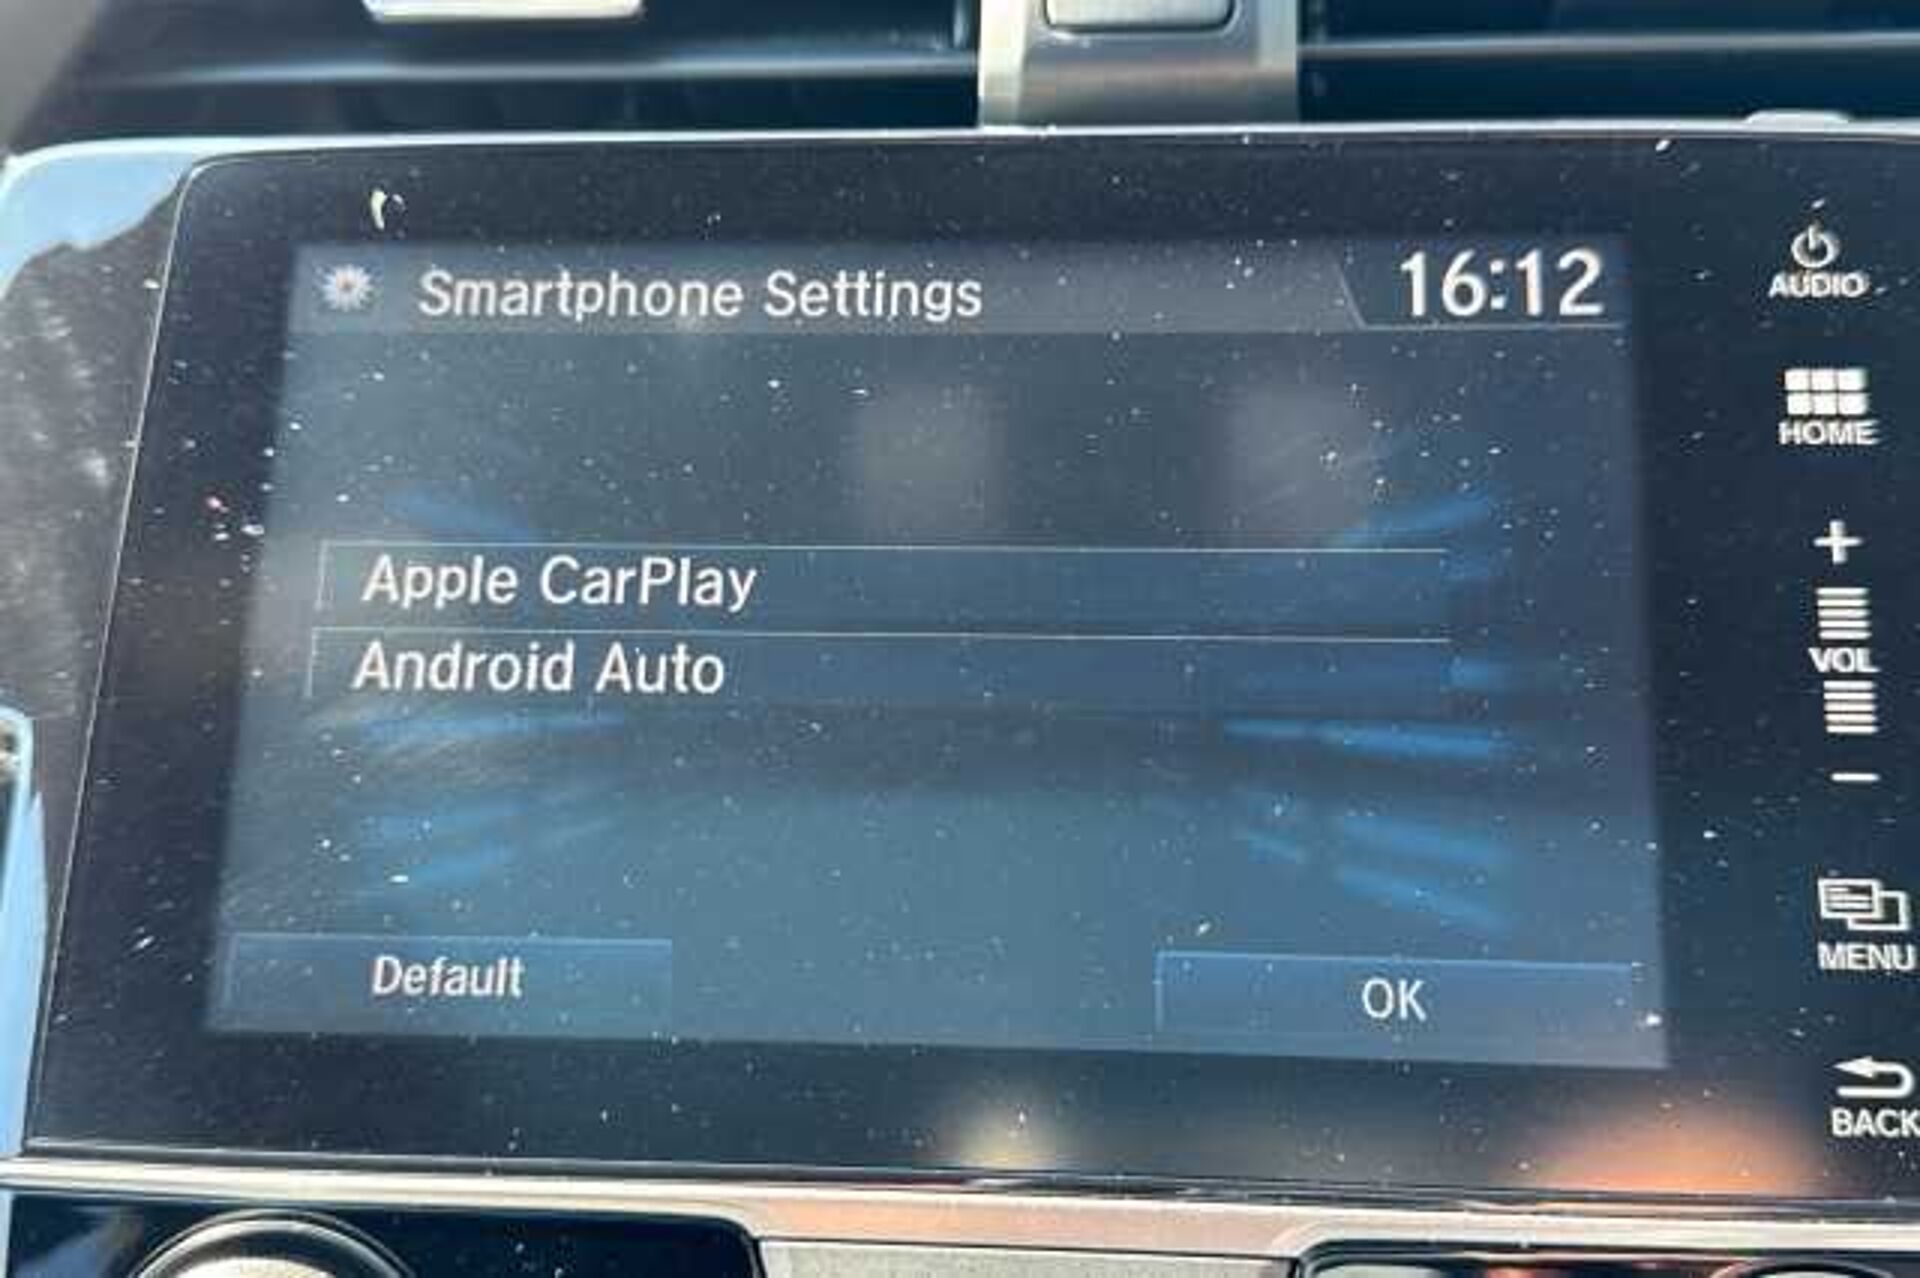 Smartphone Settings
16:12
Apple CarPlay
Android Auto
Default
OK
AUDIO
HOME
+
VOL
−
MENU
BACK